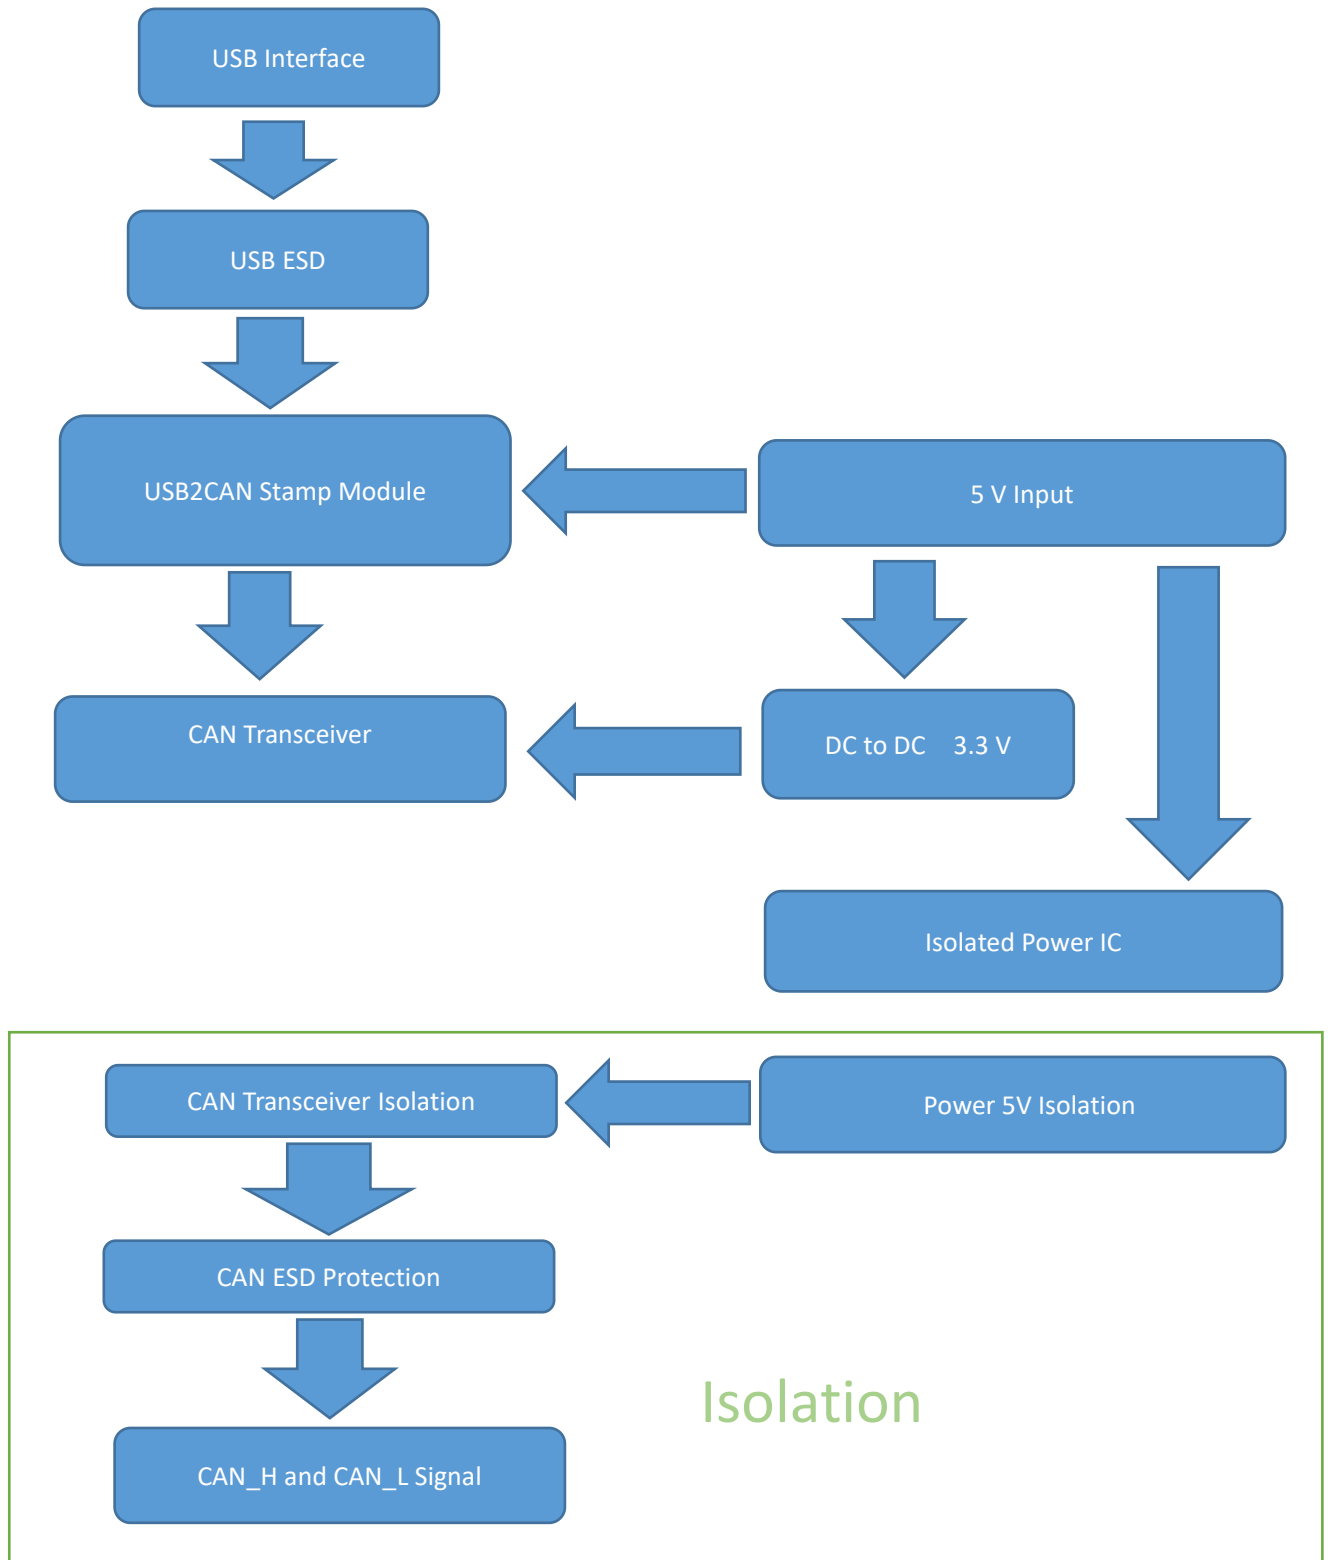 USB Interface
USB ESD
USB2CAN Stamp Module
5 V Input
CAN Transceiver
DC to DC    3.3 V
Isolated Power IC
CAN Transceiver Isolation
Power 5V Isolation
CAN ESD Protection
Isolation
CAN_H and CAN_L Signal